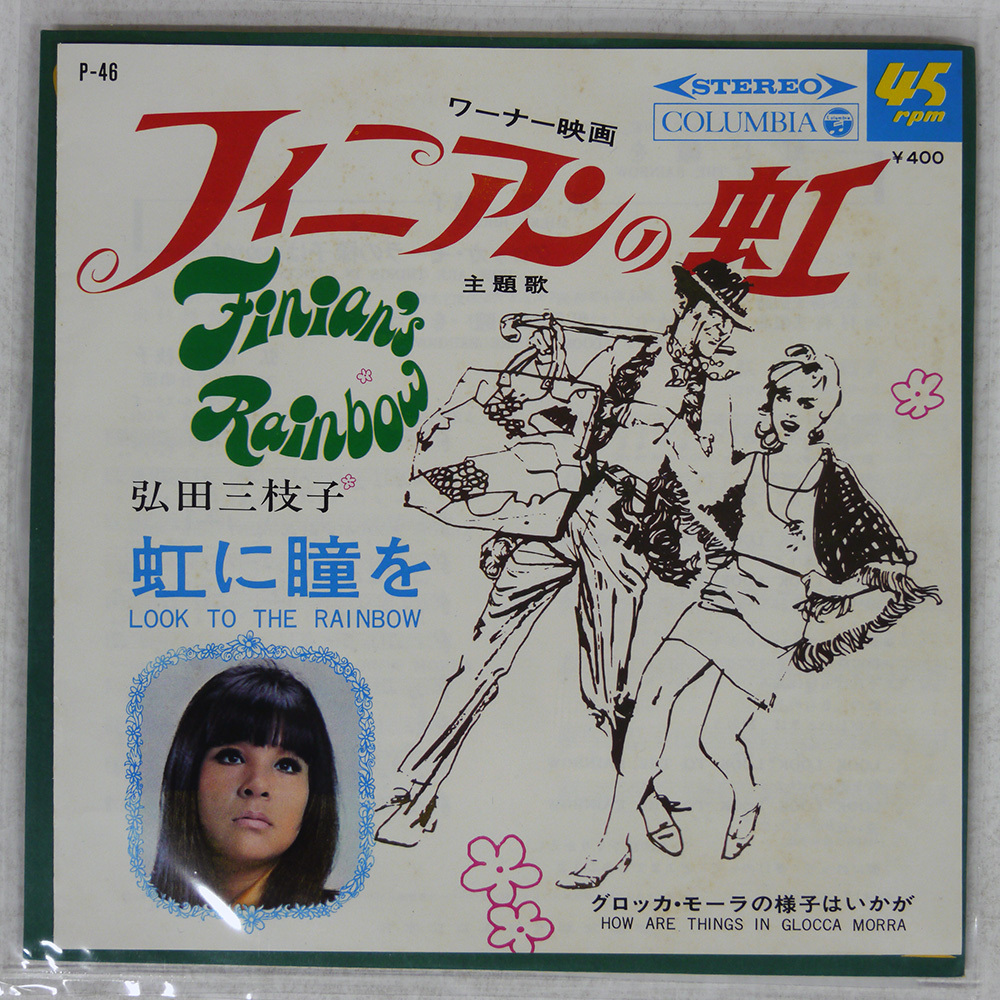 P-46
STEREO
COLUMBIA
45
rpm
¥400
ワーナー映画
フィニアンの虹
主題歌
Finian's
Rainbow
弘田三枝子
虹に瞳を
LOOK TO THE RAINBOW
グロッカ・モーラの様子はいかが
HOW ARE THINGS IN GLOCCA MORRA